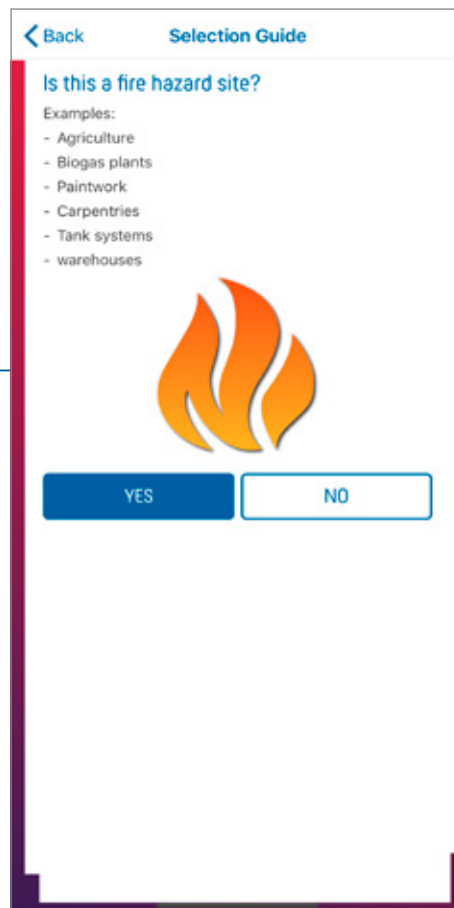 Back Selection Guide
Is this a fire hazard site?
Examples:
- Agriculture
- Biogas plants
- Paintwork
- Carpentries
- Tank systems
- warehouses
YES NO